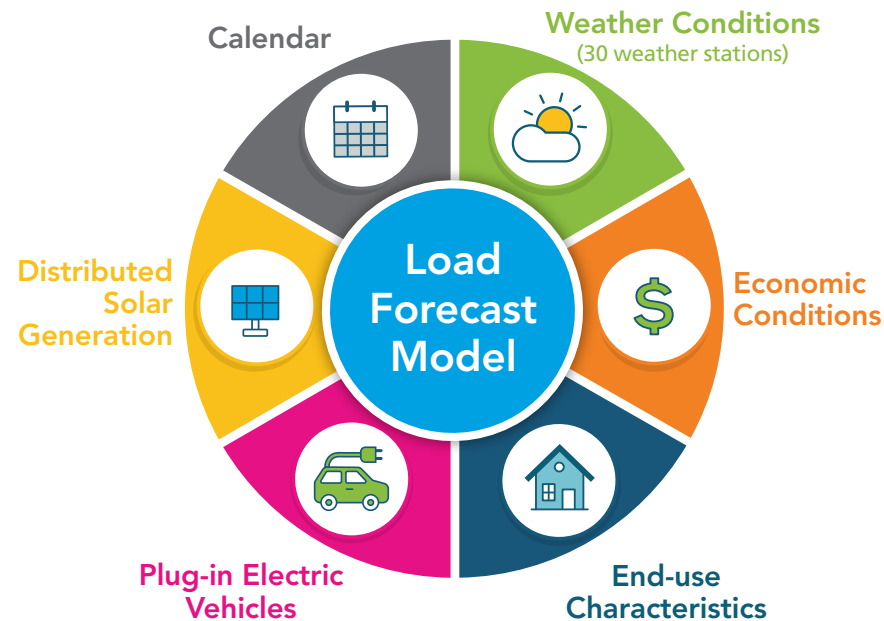 Calendar
Weather Conditions
(30 weather stations)
Distributed
Solar
Generation
Load
Forecast
Model
Economic
Conditions
Plug-in Electric
Vehicles
End-use
Characteristics